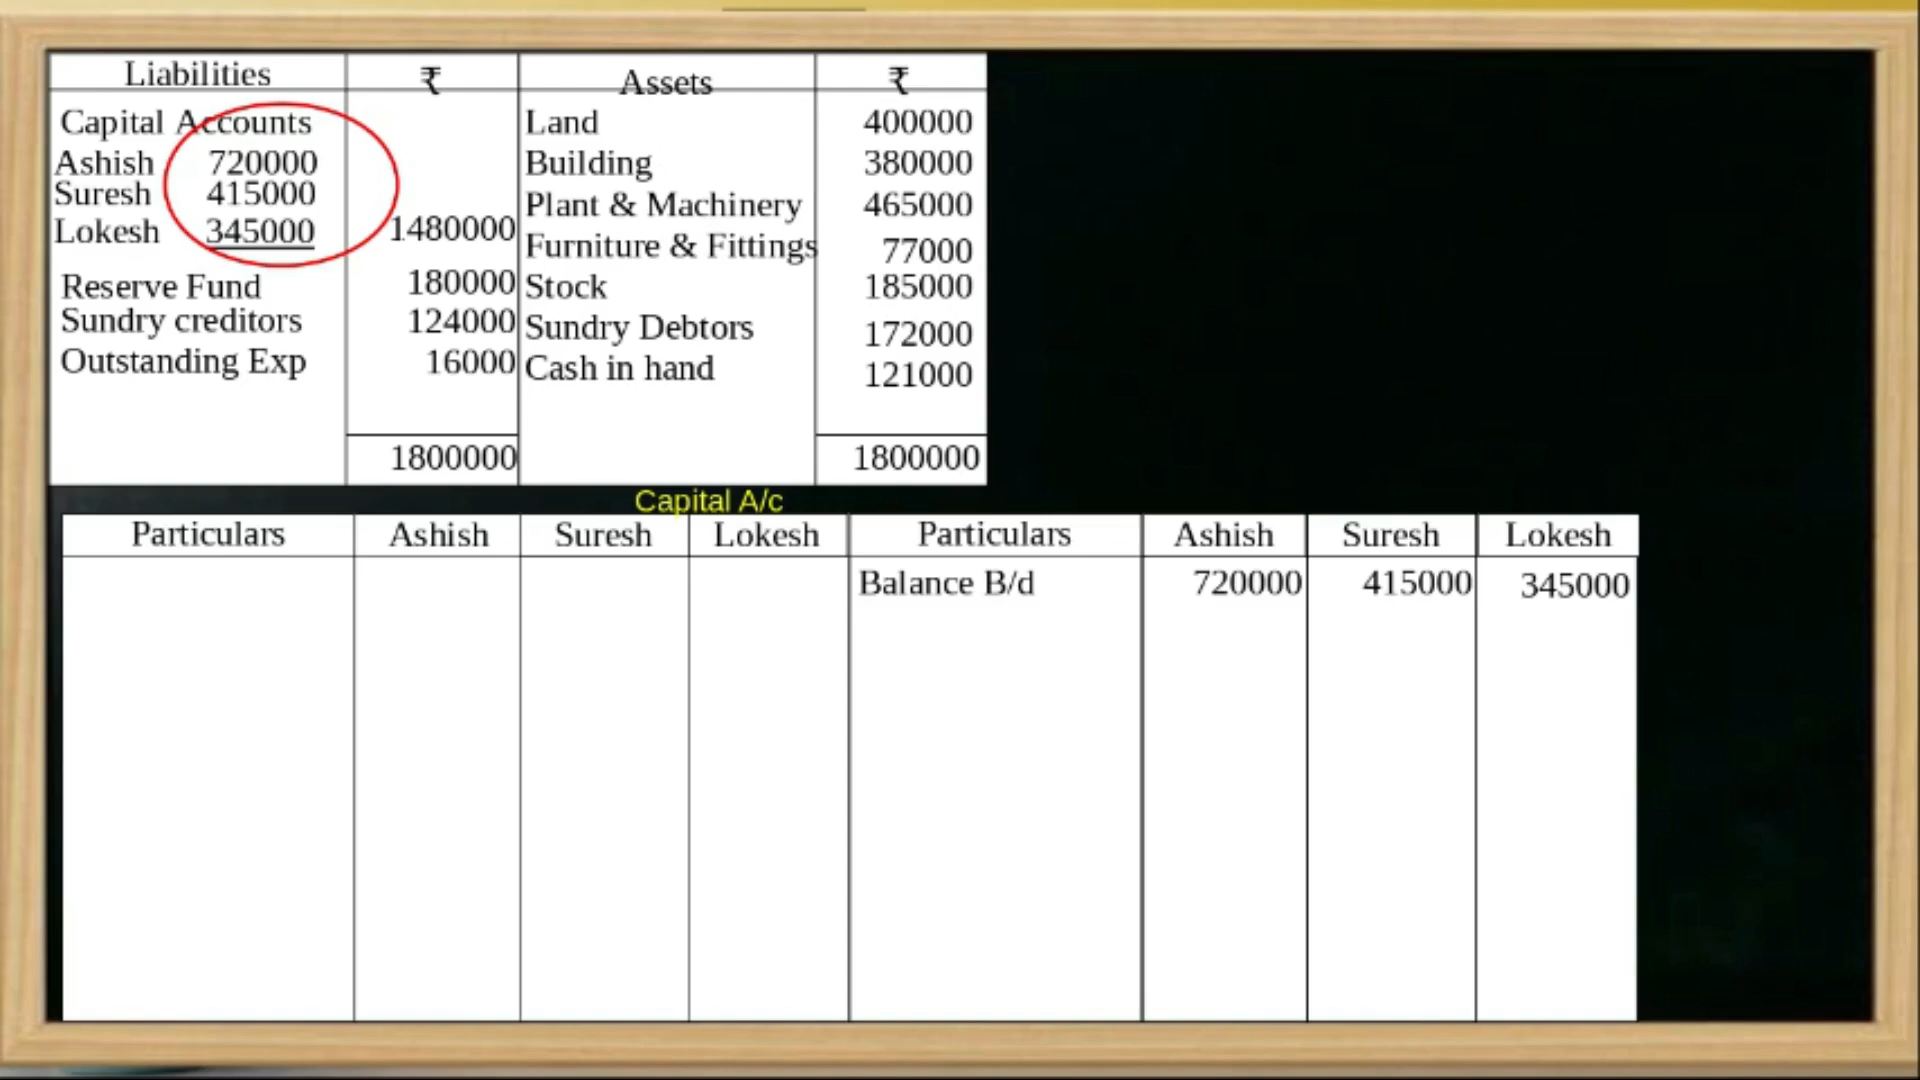 Liabilities ₹ Assets ₹
Capital Accounts Land 400000
Ashish 720000 Building 380000
Suresh 415000 Plant & Machinery 465000
Lokesh 345000 1480000 Furniture & Fittings 77000
Reserve Fund 180000 Stock 185000
Sundry creditors 124000 Sundry Debtors 172000
Outstanding Exp 16000 Cash in hand 121000
1800000 1800000
Capital A/c
Particulars Ashish Suresh Lokesh Particulars Ashish Suresh Lokesh
Balance B/d 720000 415000 345000